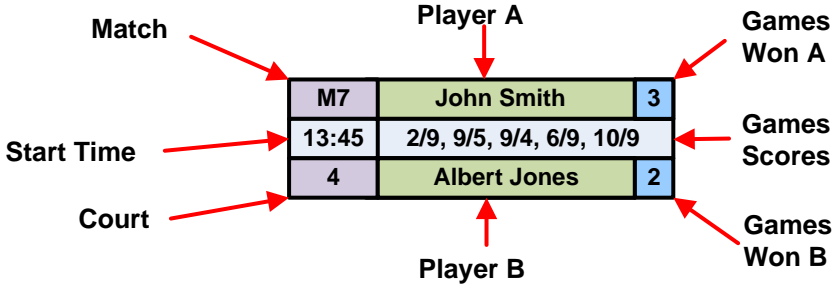 Player A
Match
Games
Won A
M7
John Smith
3
Start Time
13:45
2/9, 9/5, 9/4, 6/9, 10/9
Games
Scores
4
Albert Jones
2
Court
Games
Won B
Player B